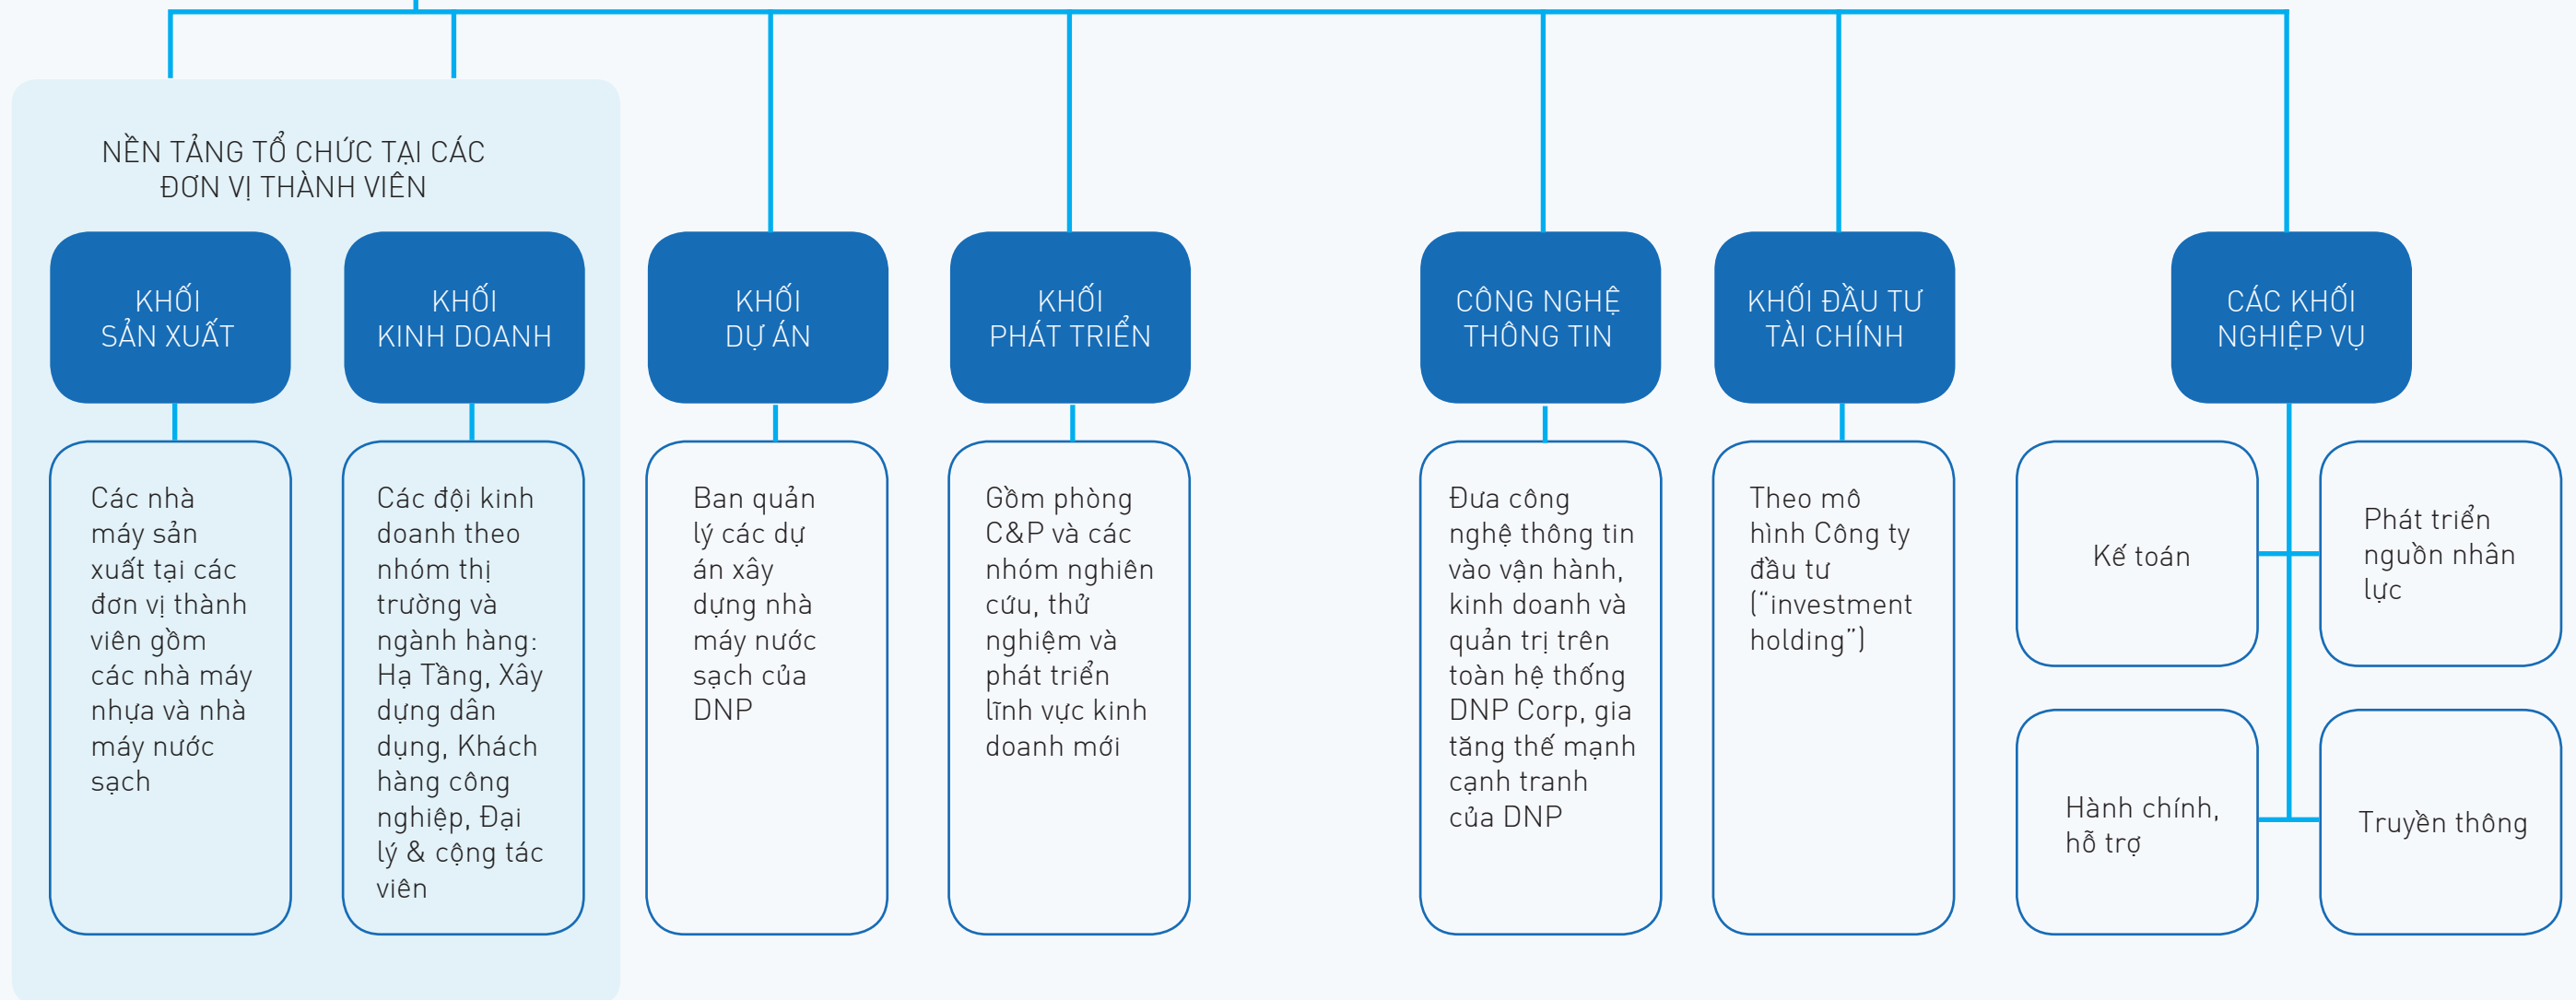 NỀN TẢNG TỔ CHỨC TẠI CÁC
ĐƠN VỊ THÀNH VIÊN
KHỐI
SẢN XUẤT
Các nhà
máy sản
xuất tại các
đơn vị thành
viên gồm
các nhà máy
nhựa và nhà
máy nước
sạch
KHỐI
KINH DOANH
Các đội kinh
doanh theo
nhóm thị
trường và
ngành hàng:
Hạ Tầng, Xây
dựng dân
dụng, Khách
hàng công
nghiệp, Đại
lý & cộng tác
viên
KHỐI
DỰ ÁN
Ban quản
lý các dự
án xây
dựng nhà
máy nước
sạch của
DNP
KHỐI
PHÁT TRIỂN
Gồm phòng
C&P và các
nhóm nghiên
cứu, thử
nghiệm và
phát triển
lĩnh vực kinh
doanh mới
CÔNG NGHỆ
THÔNG TIN
Đưa công
nghệ thông tin
vào vận hành,
kinh doanh và
quản trị trên
toàn hệ thống
DNP Corp, gia
tăng thế mạnh
cạnh tranh
của DNP
KHỐI ĐẦU TƯ
TÀI CHÍNH
Theo mô
hình Công ty
đầu tư
(“investment
holding”)
CÁC KHỐI
NGHIỆP VỤ
Kế toán
Phát triển
nguồn nhân
lực
Hành chính,
hỗ trợ
Truyền thông